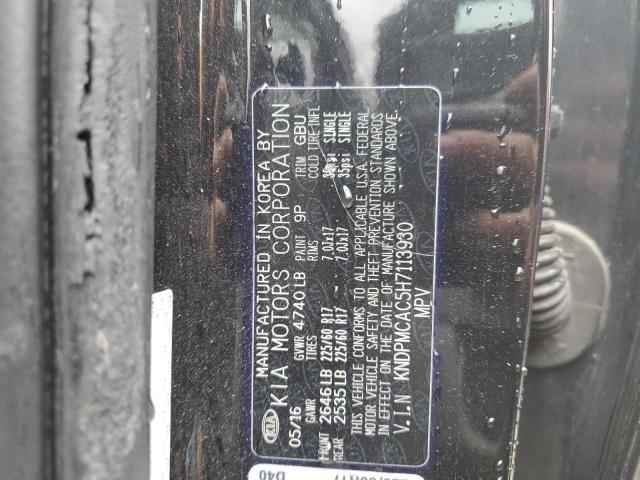 MANUFACTURED IN KOREA BY
KIA KIA MOTORS CORPORATION
05/16 GVWR 4740LB PAINT 9P TRIM GBU
GAWR TIRES RIMS COLD TIRE-INFL
FRONT 2646LB 225/60 R17 ~ 7.0Jx17 35psi SINGLE
REAR 2535LB 225/60 R17 ~ 7.0Jx17 35psi SINGLE
THIS VEHICLE CONFORMS TO ALL APPLICABLE U.S.A. FEDERAL
MOTOR VEHICLE SAFETY AND THEFT PREVENTION STANDARDS
IN EFFECT ON THE DATE OF MANUFACTURE SHOWN ABOVE.
V.I.N KNDPMCAC5H7113930
MPV
D40